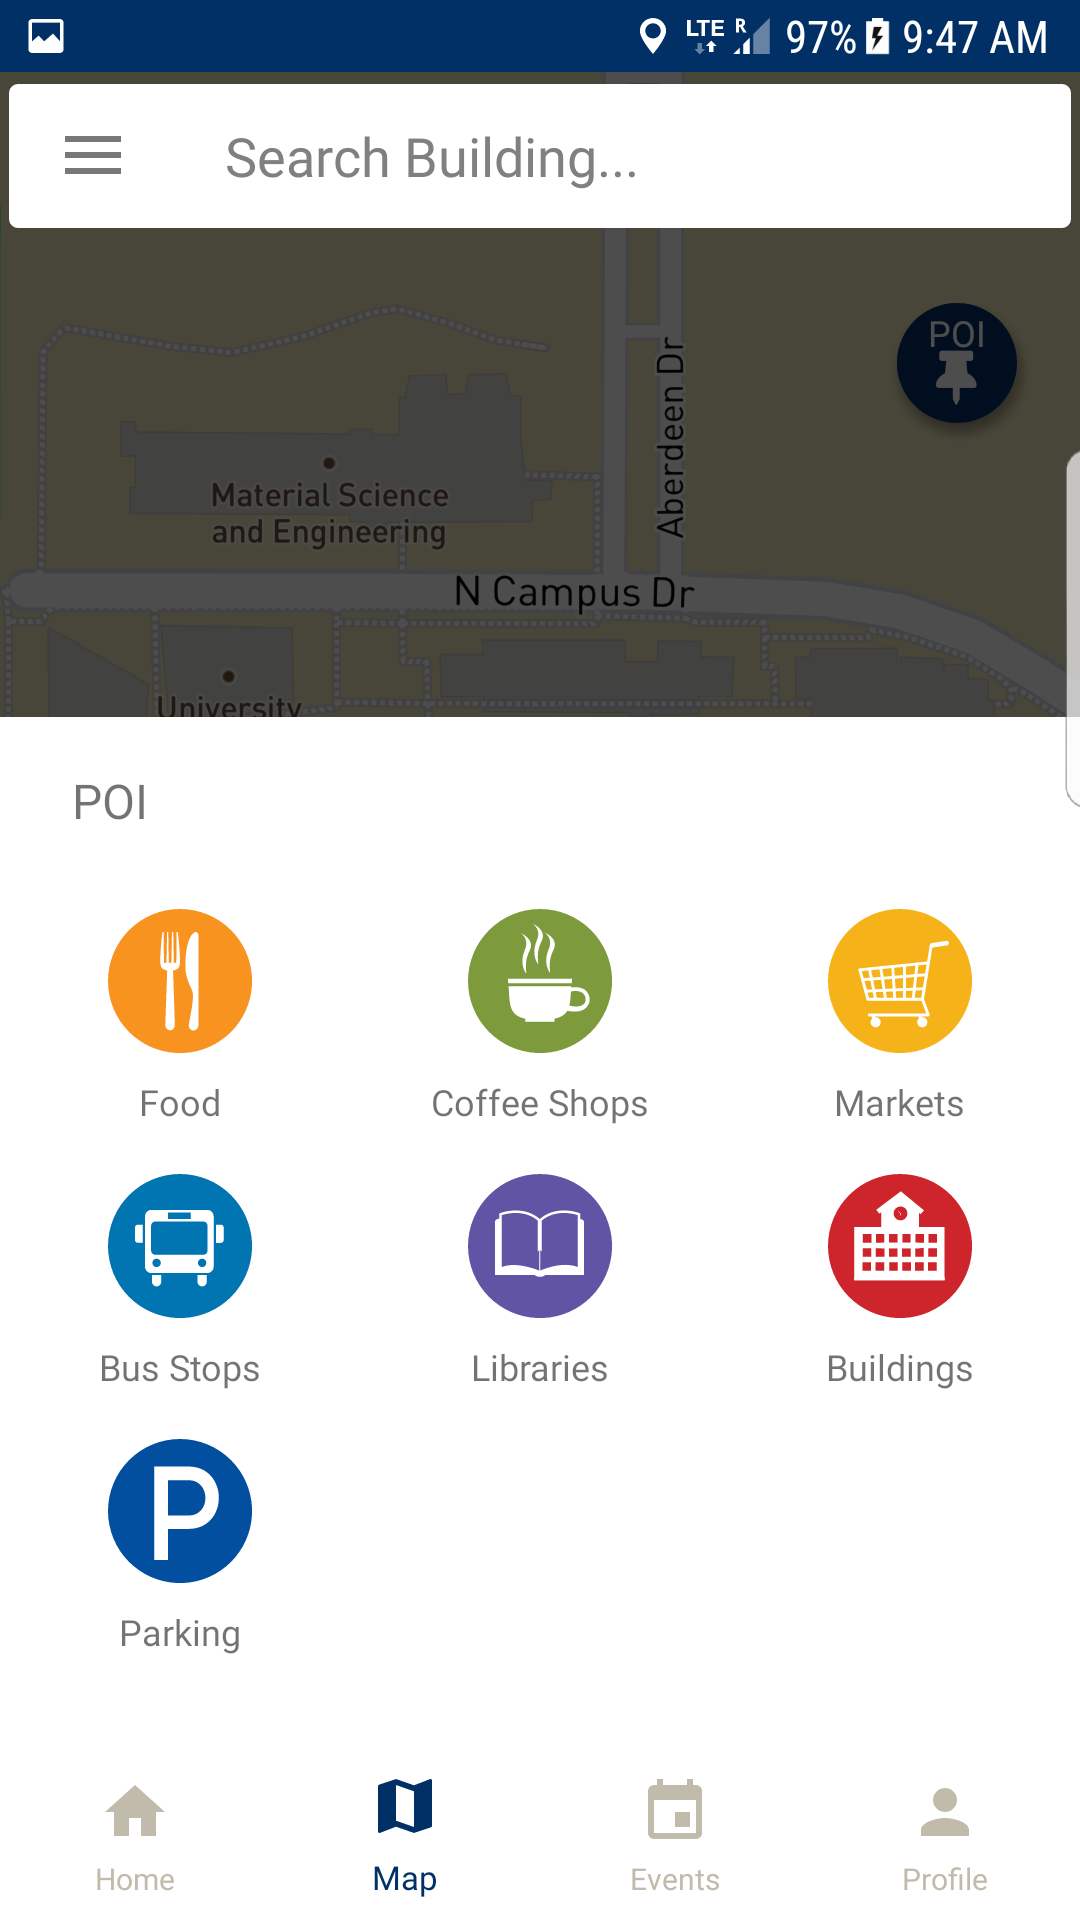 LTE R 97% 9:47 AM
Search Building...
POI
Aberdeen Dr
Material Science
and Engineering
N Campus Dr
University
POI
Food
Coffee Shops
Markets
Bus Stops
Libraries
Buildings
P
Parking
Home
Map
Events
Profile